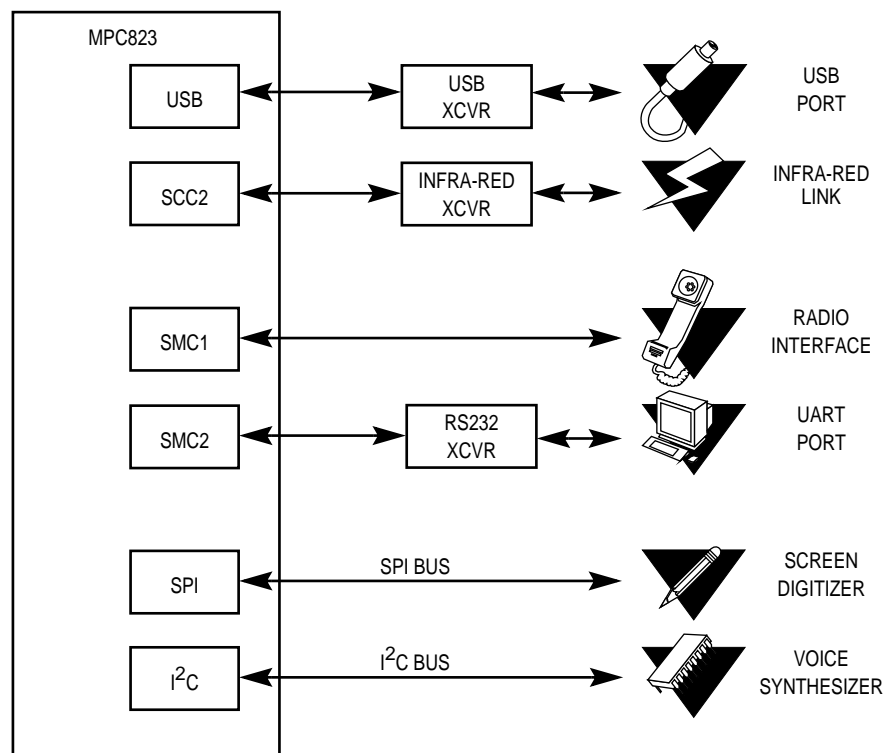 MPC823
USB
USB
XCVR
USB
PORT
SCC2
INFRA-RED
XCVR
INFRA-RED
LINK
SMC1
RADIO
INTERFACE
SMC2
RS232
XCVR
UART
PORT
SPI
SPI BUS
SCREEN
DIGITIZER
I²C
I²C BUS
VOICE
SYNTHESIZER